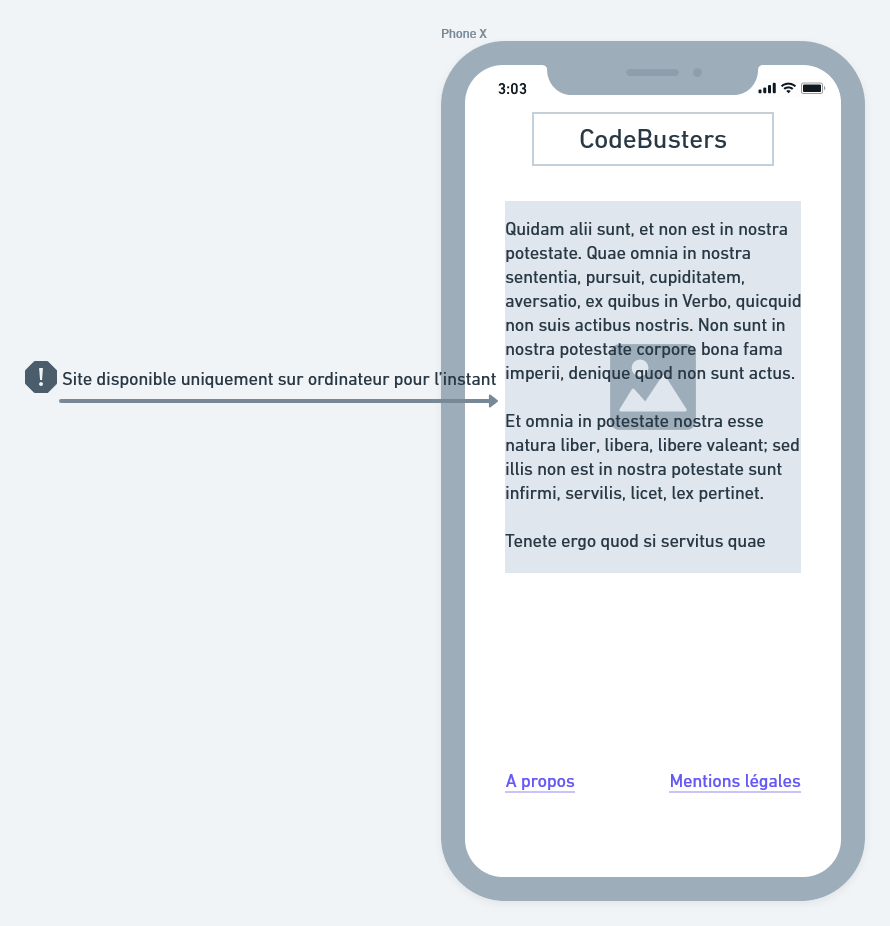 Phone X
3:03
CodeBusters
Quidam alii sunt, et non est in nostra
potestate. Quae omnia in nostra
sententia, pursuit, cupiditatem,
aversatio, ex quibus in Verbo, quicquid
non suis actibus nostris. Non sunt in
nostra potestate corpore bona fama
imperii, denique quod non sunt actus.
Site disponible uniquement sur ordinateur pour l'instant
Et omnia in potestate nostra esse
natura liber, libera, libere valeant; sed
illis non est in nostra potestate sunt
infirmi, servilis, licet, lex pertinet.
Tenete ergo quod si servitus quae
A propos
Mentions légales